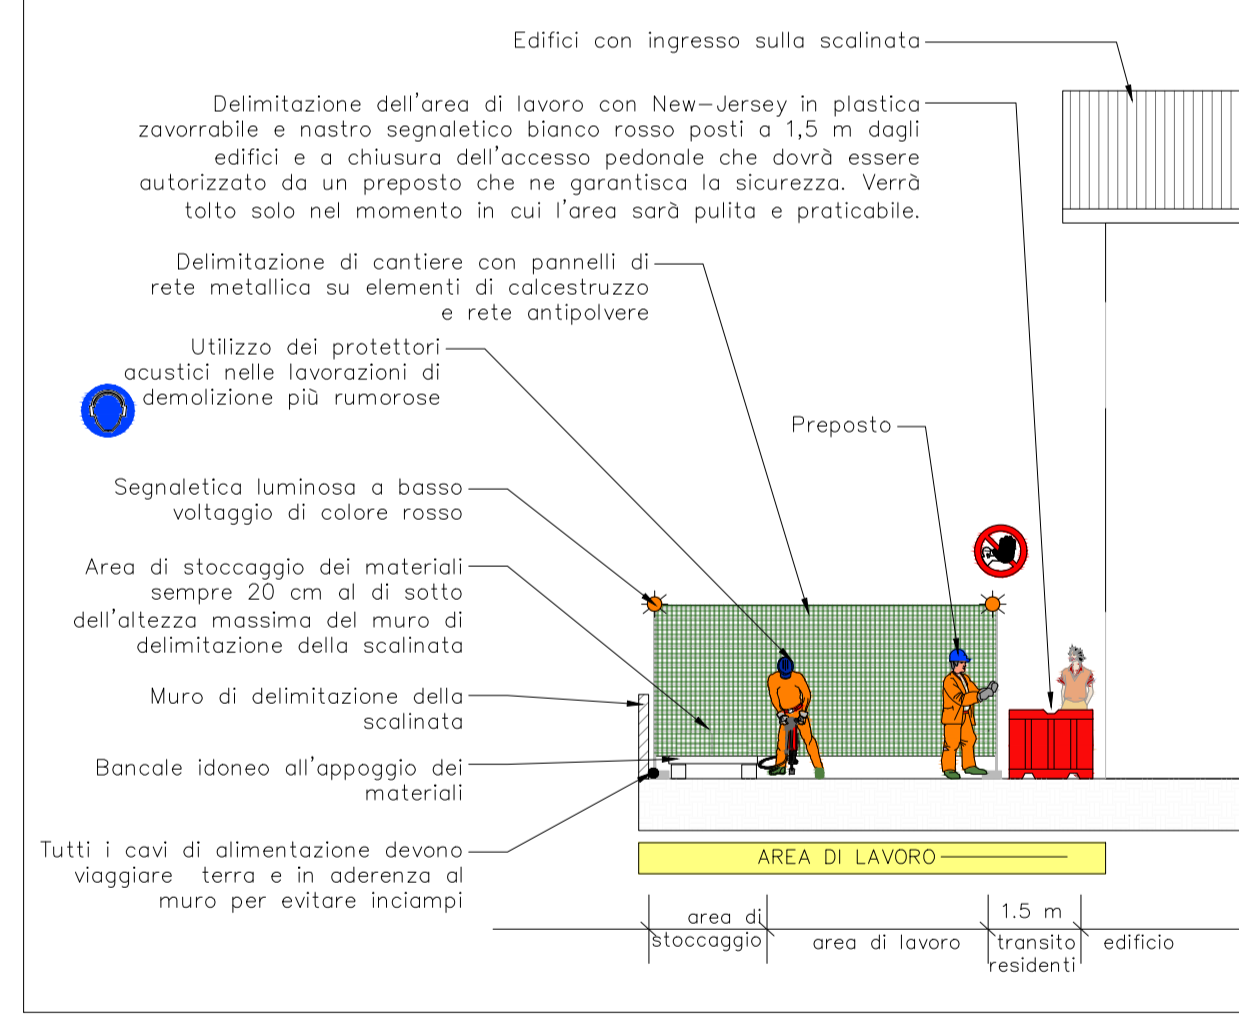 Edifici con ingresso sulla scalinata
Delimitazione dell'area di lavoro con New-Jersey in plastica
zavorrabile e nastro segnaletico bianco rosso posti a 1,5 m dagli
edifici e a chiusura dell'accesso pedonale che dovrà essere
autorizzato da un preposto che ne garantisca la sicurezza. Verrà
tolto solo nel momento in cui l'area sarà pulita e praticabile.
Delimitazione di cantiere con pannelli di
rete metallica su elementi di calcestruzzo
e rete antipolvere
Utilizzo dei protettori
acustici nelle lavorazioni di
demolizione più rumorose
Preposto
Segnaletica luminosa a basso
voltaggio di colore rosso
Area di stoccaggio dei materiali
sempre 20 cm al di sotto
dell'altezza massima del muro di
delimitazione della scalinata
Muro di delimitazione della
scalinata
Bancale idoneo all'appoggio dei
materiali
Tutti i cavi di alimentazione devono
viaggiare terra e in aderenza al
muro per evitare inciampi
AREA DI LAVORO
area di
stoccaggio
area di lavoro
1.5 m
transito
residenti
edificio